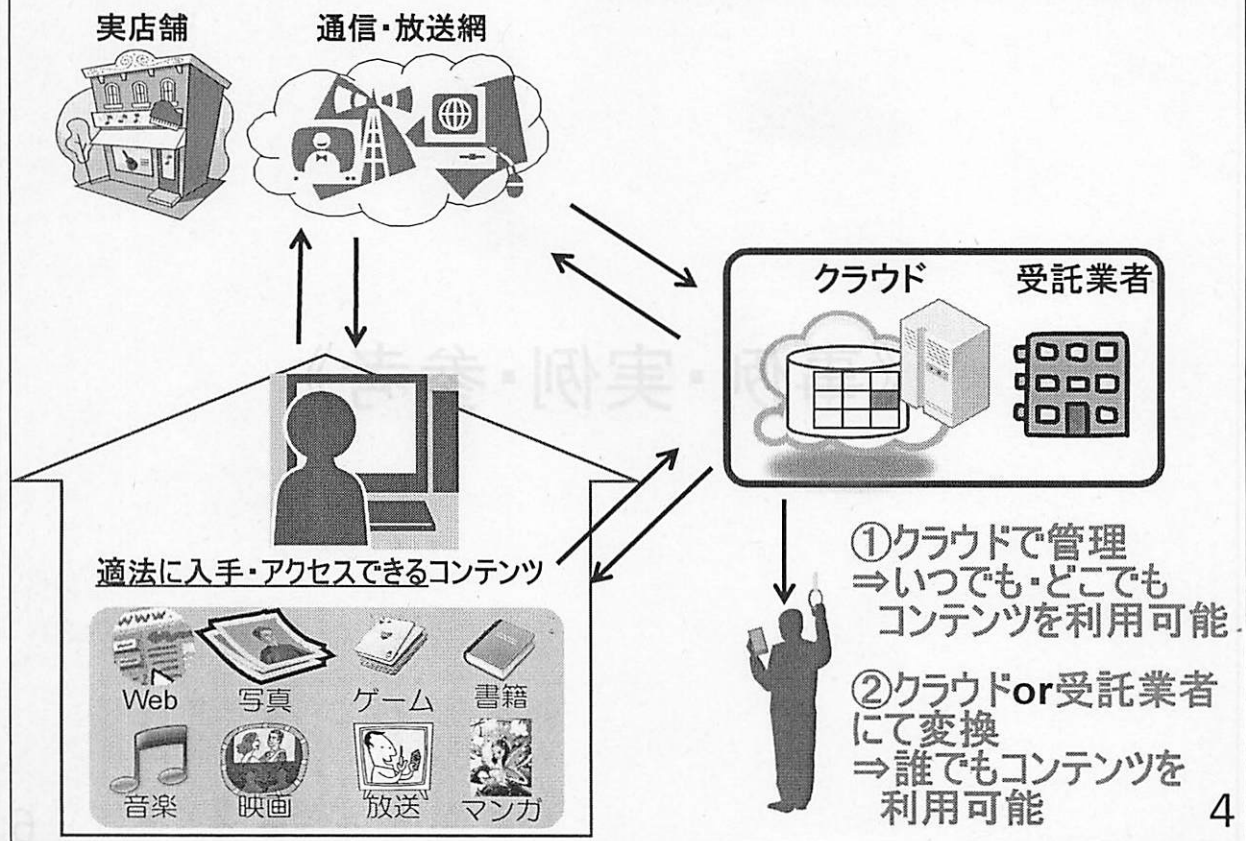 実店舗
通信・放送網
クラウド
受託業者
適法に入手・アクセスできるコンテンツ
www.
Web
写真
ゲーム
書籍
音楽
映画
放送
マンガ
①クラウドで管理
⇒いつでも・どこでも
コンテンツを利用可能
②クラウドor受託業者
にて変換
⇒誰でもコンテンツを
利用可能
4